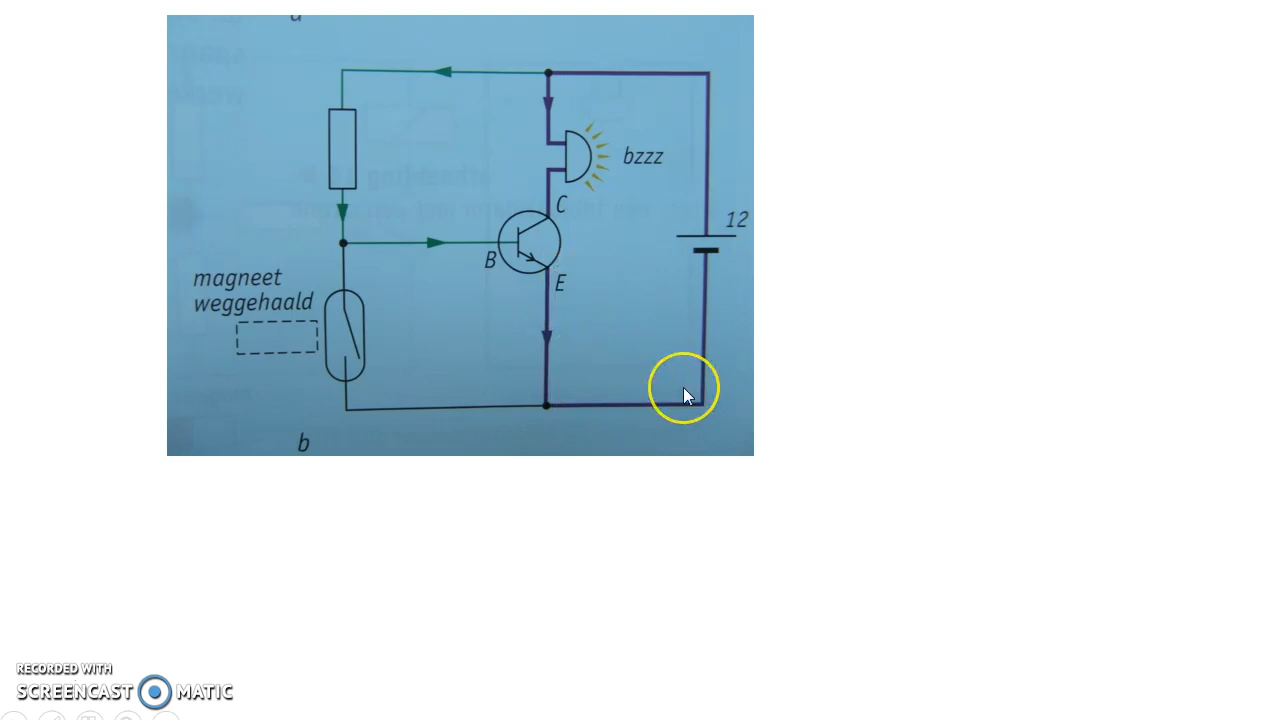 bzzz
C
12
B
E
magneet
weggehaald
b
RECORDED WITH
SCREENCAST MATIC